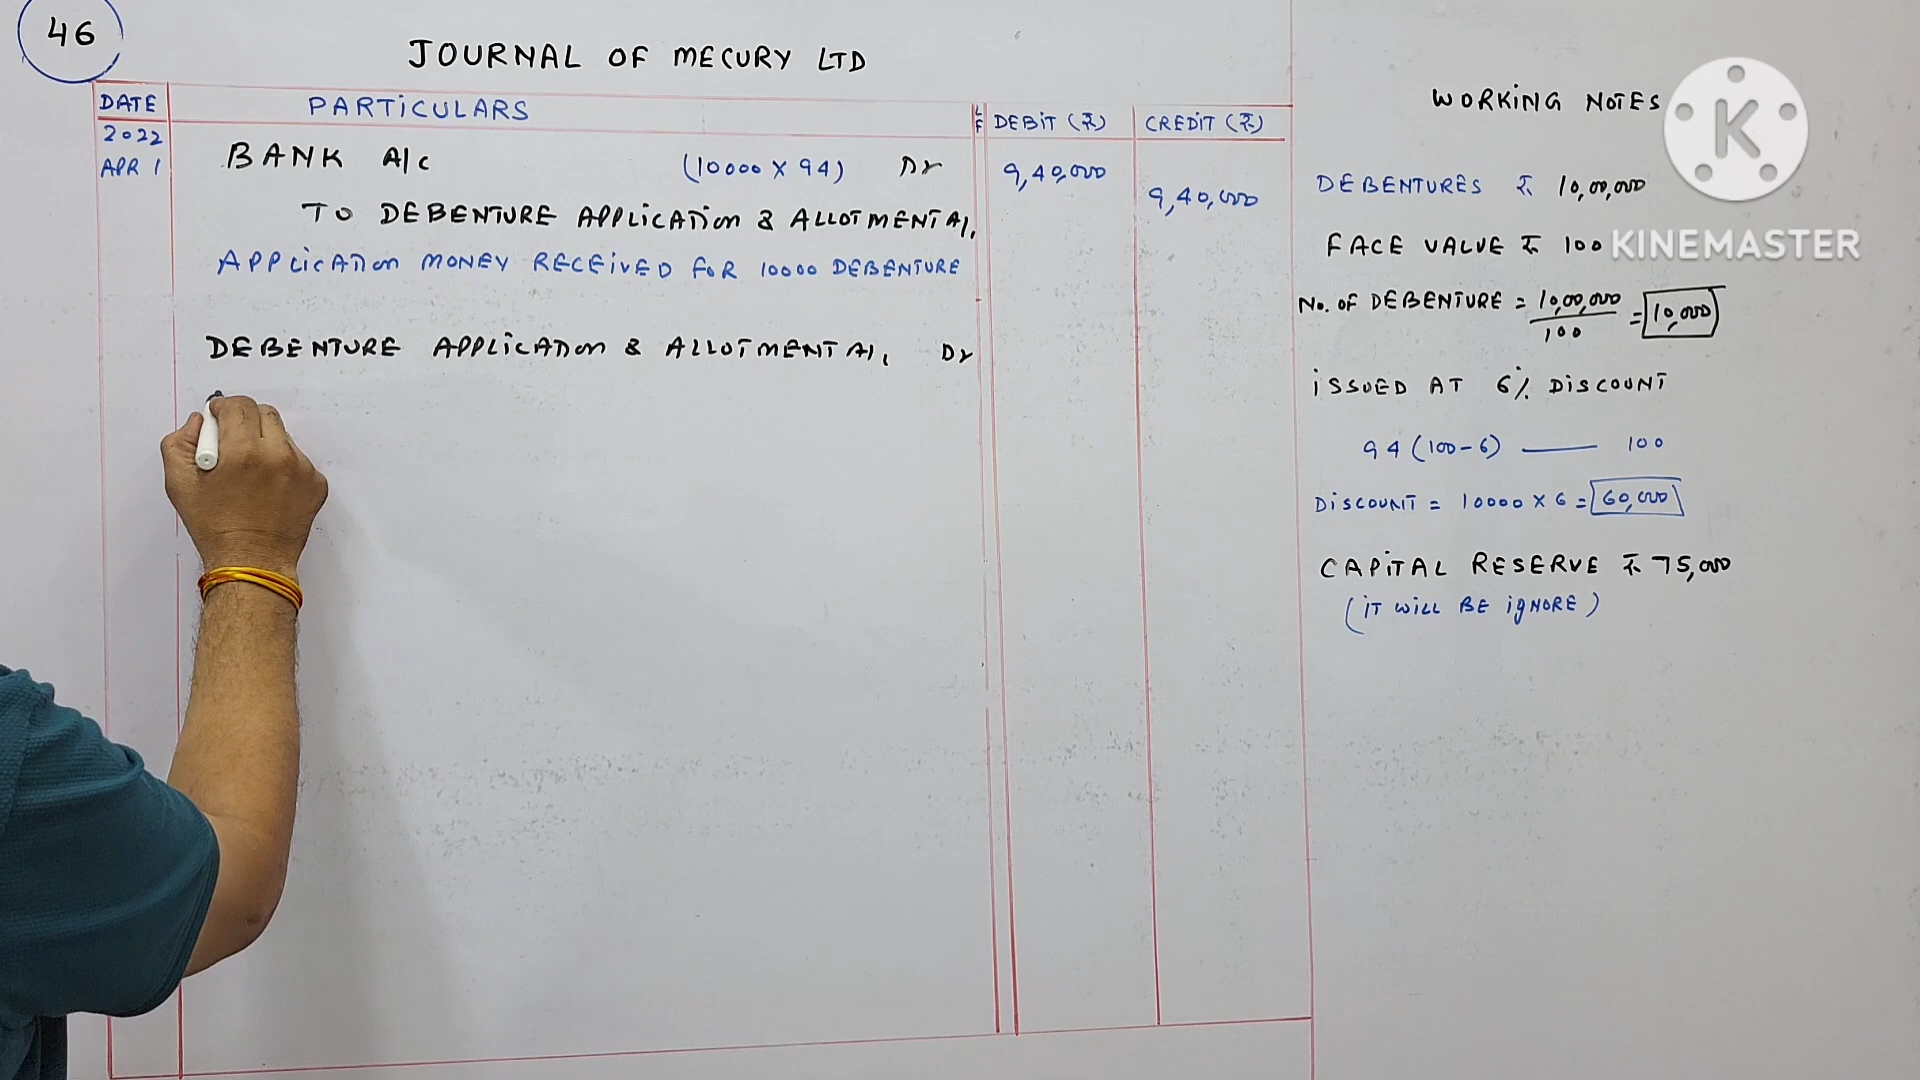 46
JOURNAL OF MECURY LTD
DATE PARTICULARS LF DEBIT (₹) CREDIT (₹)
2022
APR 1 BANK A/C (10000 X 94) Dr 9,40,000
TO DEBENTURE APPLICATION & ALLOTMENT A/. 9,40,000
APPLICATION MONEY RECEIVED FOR 10000 DEBENTURE
DEBENTURE APPLICATION & ALLOTMENT A/. Dr
WORKING NOTES
DEBENTURES ₹ 10,00,000
FACE VALUE ₹ 100
No. OF DEBENTURE = 10,00,000 / 100 = 10,000
ISSUED AT 6% DISCOUNT
94 (100-6) —— 100
DISCOUNT = 10000 X 6 = 60,000
CAPITAL RESERVE ₹ 75,000
(IT WILL BE IGNORE)
K
KINEMASTER